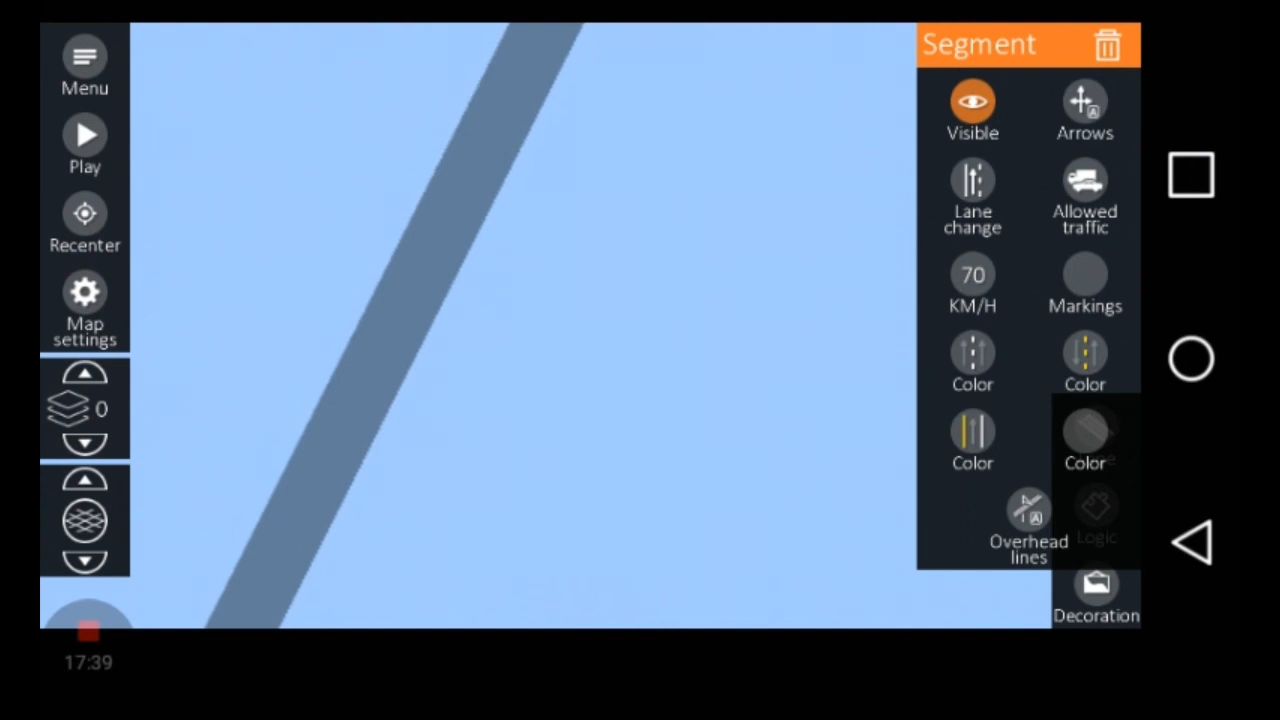 Menu
Play
Recenter
Map
settings
0
17:39
Segment
Visible
Arrows
Lane
change
Allowed
traffic
70
KM/H
Markings
Color
Color
Color
Color
Overhead
lines
Logic
Decoration